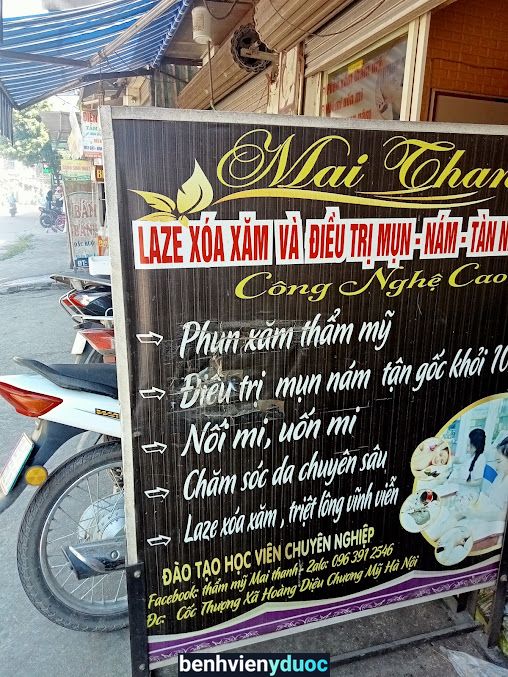 Mai Than
LAZE XÓA XĂM VÀ ĐIỀU TRỊ MỤN - NÁM - TÀN N
Công Nghệ Cao
Phun xăm thẩm mỹ
Điều trị mụn nám tận gốc khỏi 10
Nối mi, uốn mi
Chăm sóc da chuyên sâu
Laze xóa xăm, triệt lông vĩnh viễn
ĐÀO TẠO HỌC VIÊN CHUYÊN NGHIỆP
Facebook: thẩm mỹ Mai thanh - Zalo: 096 391 2546
Đc: Cốc Thượng Xã Hoàng Diệu Chương Mỹ Hà Nội
benhvienyduoc